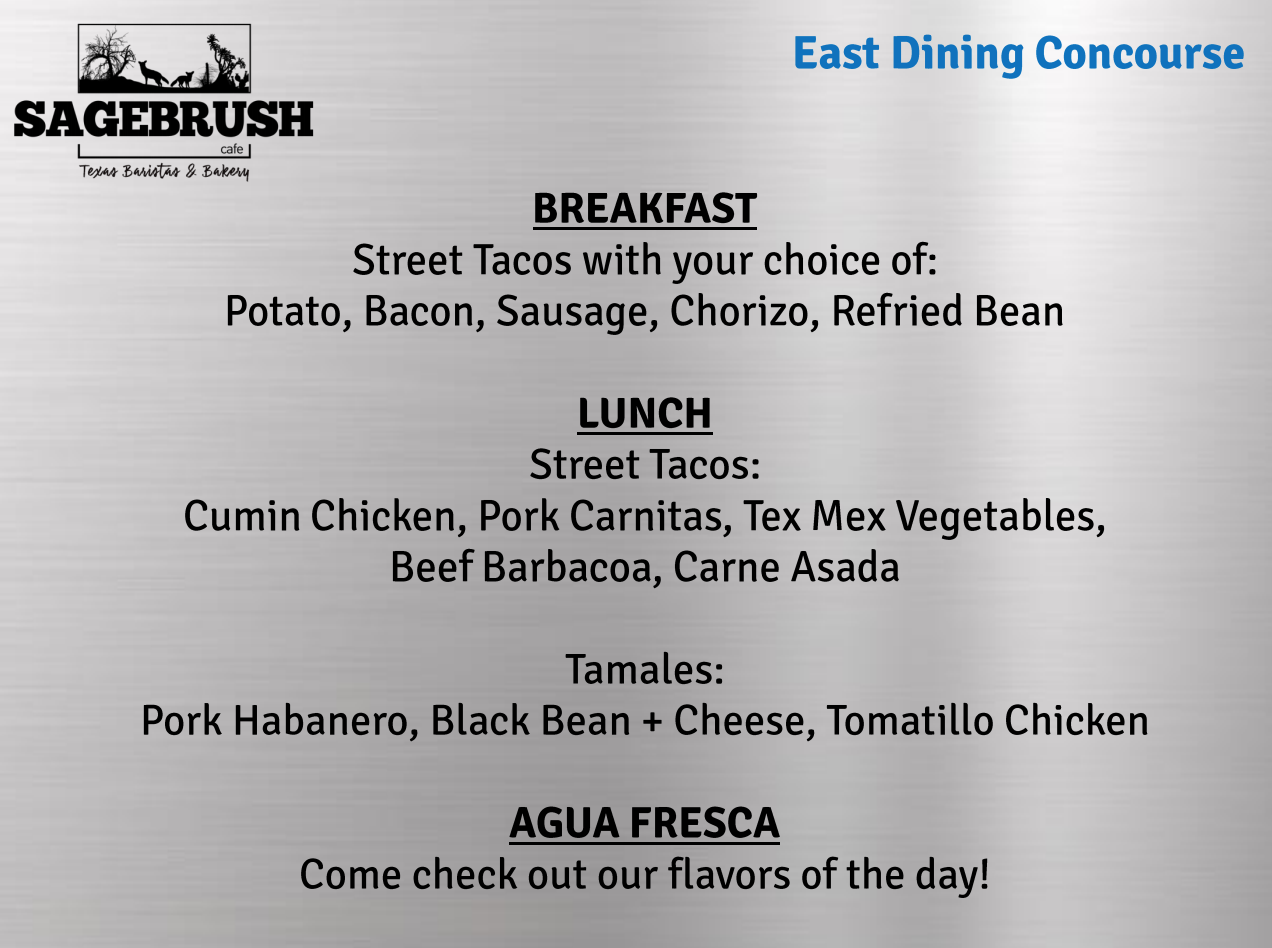 East Dining Concourse
SAGEBRUSH
cafe
Texas Baristas & Bakery
BREAKFAST
Street Tacos with your choice of:
Potato, Bacon, Sausage, Chorizo, Refried Bean
LUNCH
Street Tacos:
Cumin Chicken, Pork Carnitas, Tex Mex Vegetables,
Beef Barbacoa, Carne Asada
Tamales:
Pork Habanero, Black Bean + Cheese, Tomatillo Chicken
AGUA FRESCA
Come check out our flavors of the day!